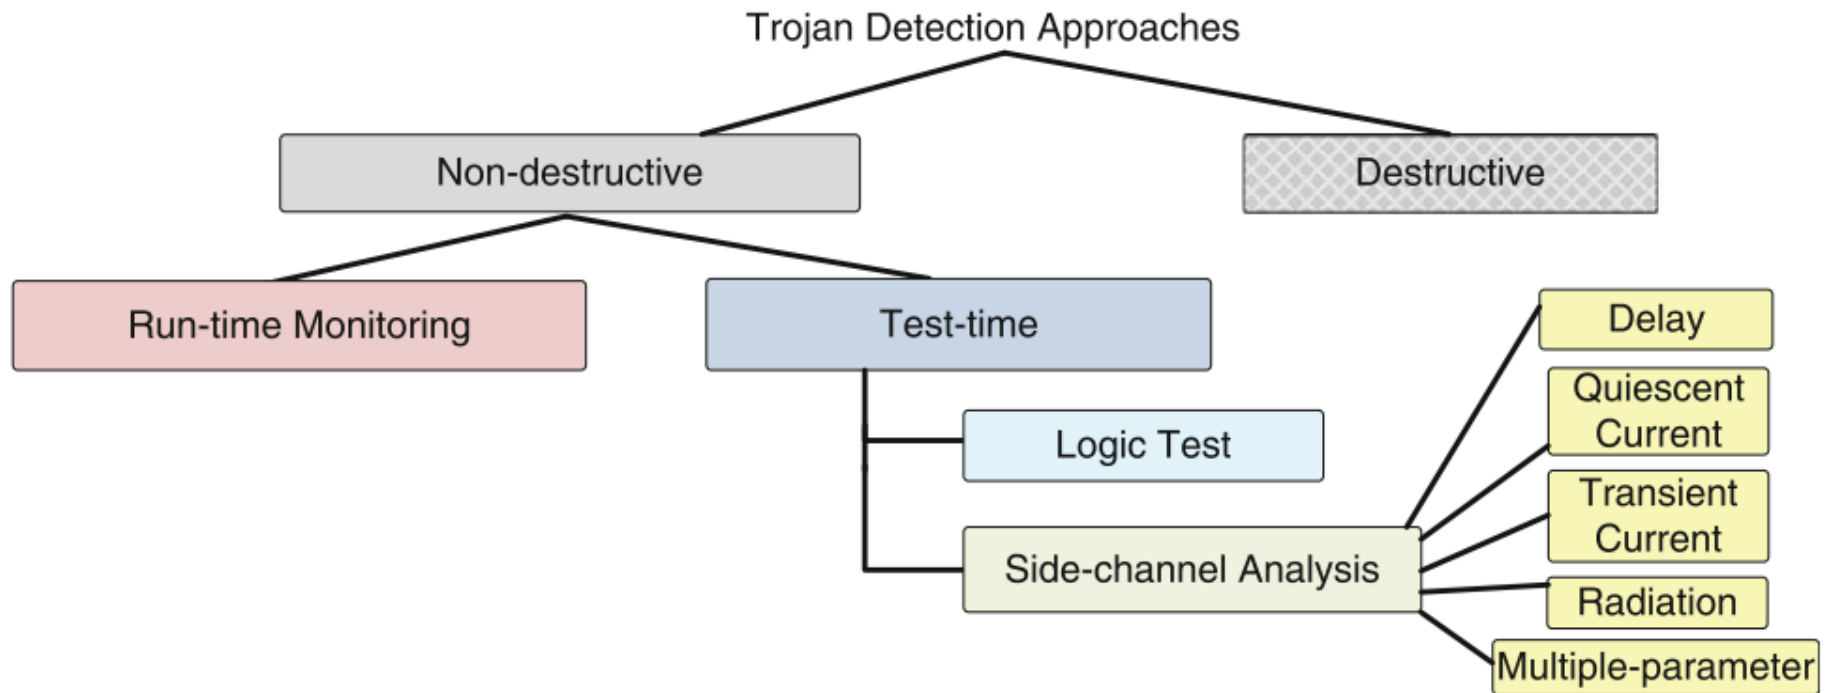 Trojan Detection Approaches
Non-destructive
Destructive
Run-time Monitoring
Test-time
Delay
Quiescent
Current
Logic Test
Transient
Current
Side-channel Analysis
Radiation
Multiple-parameter